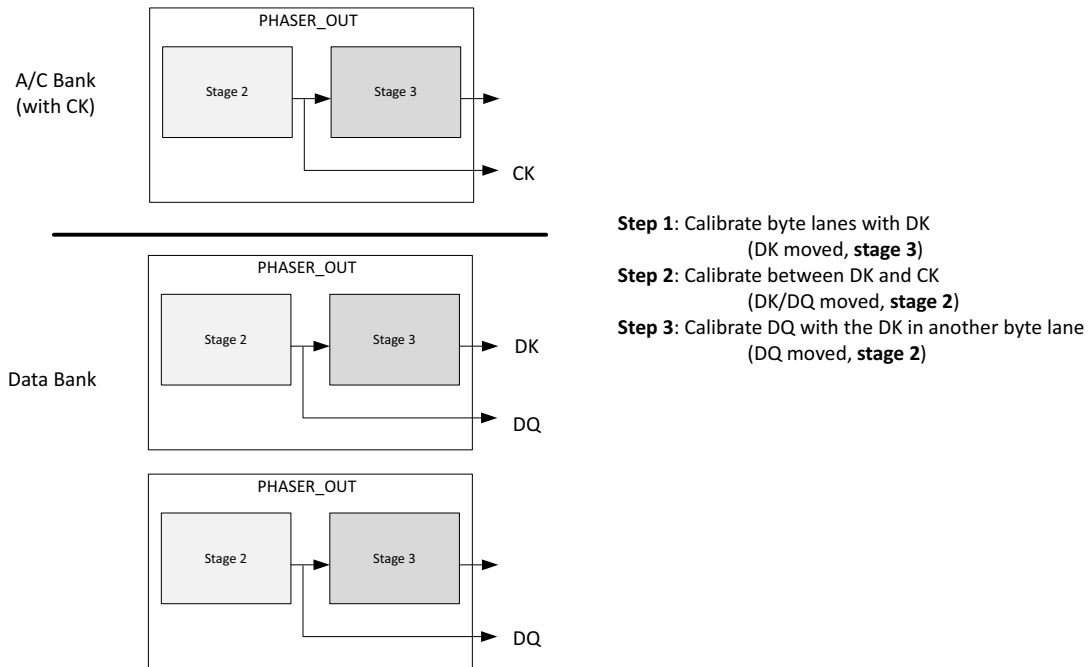 PHASER_OUT
A/C Bank
(with CK)
Stage 2
Stage 3
CK
Step 1: Calibrate byte lanes with DK
(DK moved, stage 3)
Step 2: Calibrate between DK and CK
(DK/DQ moved, stage 2)
Step 3: Calibrate DQ with the DK in another byte lane
(DQ moved, stage 2)
PHASER_OUT
Stage 2
Stage 3
DK
Data Bank
DQ
PHASER_OUT
Stage 2
Stage 3
DQ